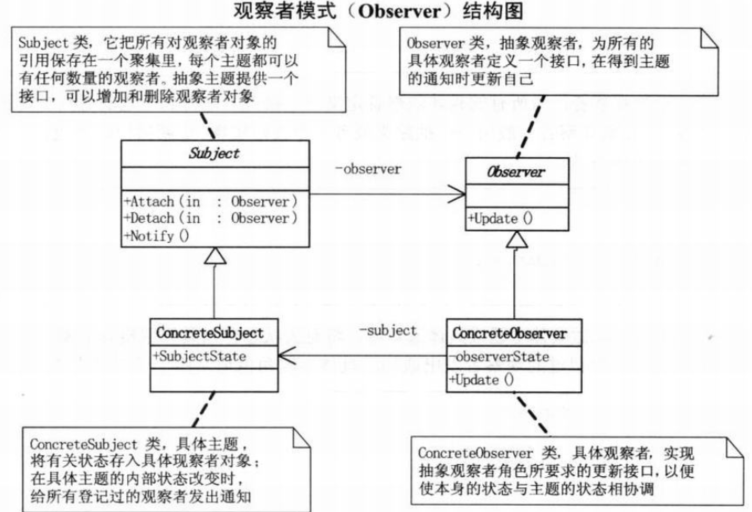 观察者模式（Observer）结构图
Subject 类，它把所有对观察者对象的
引用保存在一个聚集里，每个主题都可以
有任何数量的观察者。抽象主题提供一个
接口，可以增加和删除观察者对象
Observer 类，抽象观察者，为所有的
具体观察者定义一个接口，在得到主题
的通知时更新自己
Subject
+Attach(in : Observer)
+Detach(in : Observer)
+Notify()
-observer
Observer
+Update()
ConcreteSubject
+SubjectState
-subject
ConcreteObserver
-observerState
+Update()
ConcreteSubject 类，具体主题，
将有关状态存入具体现察者对象；
在具体主题的内部状态改变时，
给所有登记过的观察者发出通知
ConcreteObserver 类，具体观察者，实现
抽象观察者角色所要求的更新接口，以便
使本身的状态与主题的状态相协调